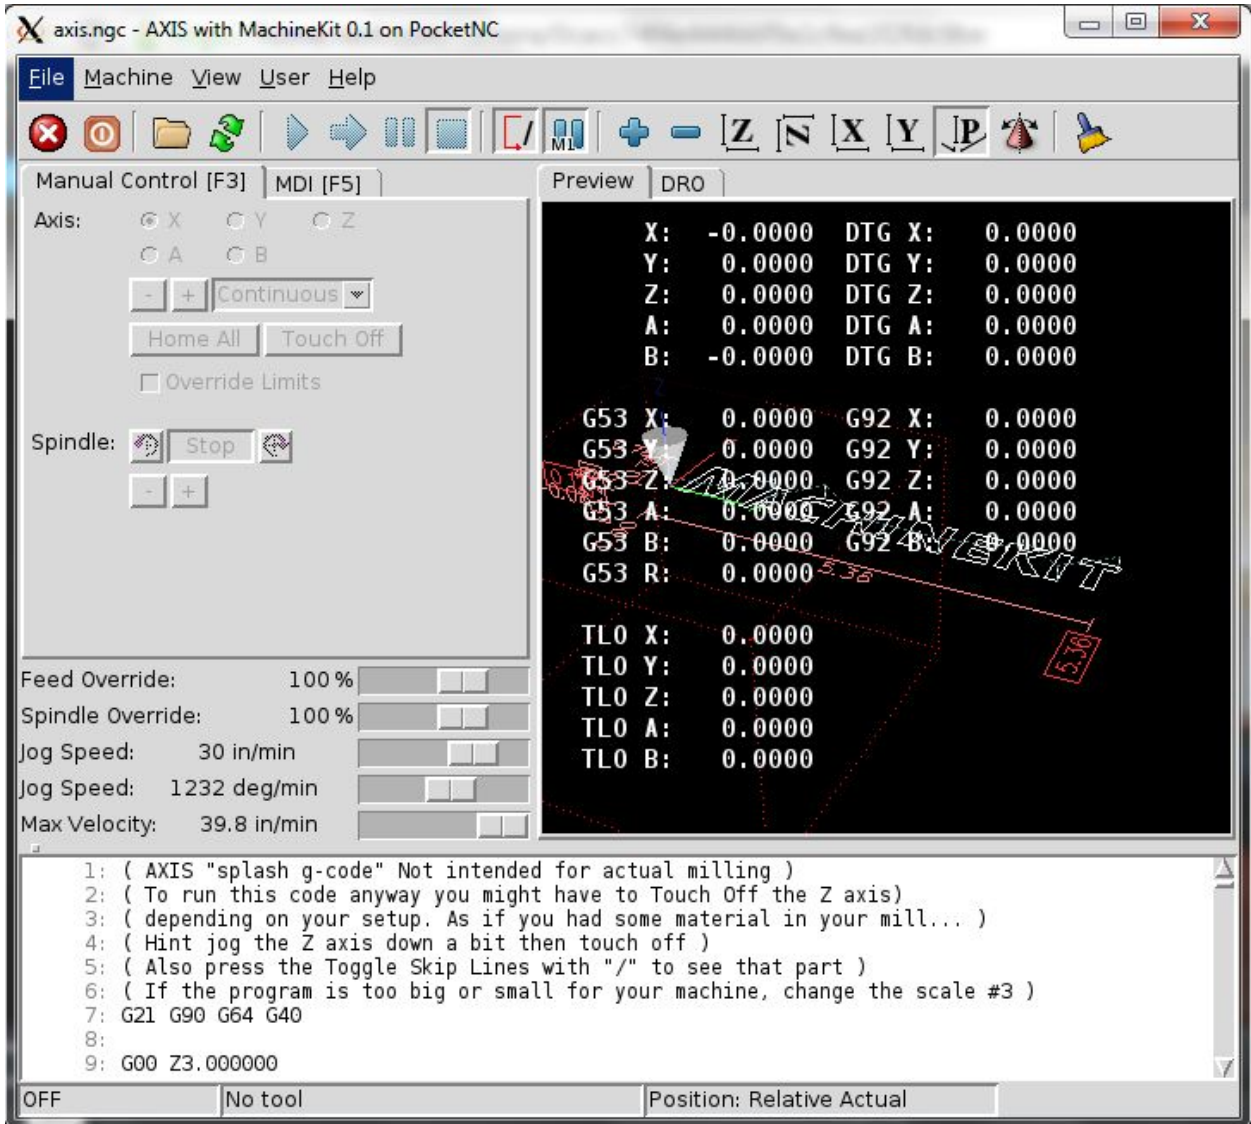 axis.ngc - AXIS with MachineKit 0.1 on PocketNC
File Machine View User Help
M1 Z N X Y P
Manual Control [F3] MDI [F5] Preview DRO
Axis: X Y Z
A B
- + Continuous
Home All Touch Off
Override Limits
Spindle: Stop
- +
X: -0.0000 DTG X: 0.0000
Y: 0.0000 DTG Y: 0.0000
Z: 0.0000 DTG Z: 0.0000
A: 0.0000 DTG A: 0.0000
B: -0.0000 DTG B: 0.0000
Z
G53 X: 0.0000 G92 X: 0.0000
G53 Y: 0.0000 G92 Y: 0.0000
G53 Z: 0.0000 G92 Z: 0.0000
G53 A: 0.0000 G92 A: 0.0000
G53 B: 0.0000 G92 B: 0.0000
G53 R: 0.0000
MACHINEKIT
5.36
5.36
TLO X: 0.0000
TLO Y: 0.0000
TLO Z: 0.0000
TLO A: 0.0000
TLO B: 0.0000
Feed Override: 100 %
Spindle Override: 100 %
Jog Speed: 30 in/min
Jog Speed: 1232 deg/min
Max Velocity: 39.8 in/min
1: ( AXIS "splash g-code" Not intended for actual milling )
2: ( To run this code anyway you might have to Touch Off the Z axis)
3: ( depending on your setup. As if you had some material in your mill... )
4: ( Hint jog the Z axis down a bit then touch off )
5: ( Also press the Toggle Skip Lines with "/" to see that part )
6: ( If the program is too big or small for your machine, change the scale #3 )
7: G21 G90 G64 G40
8:
9: G00 Z3.000000
OFF No tool Position: Relative Actual